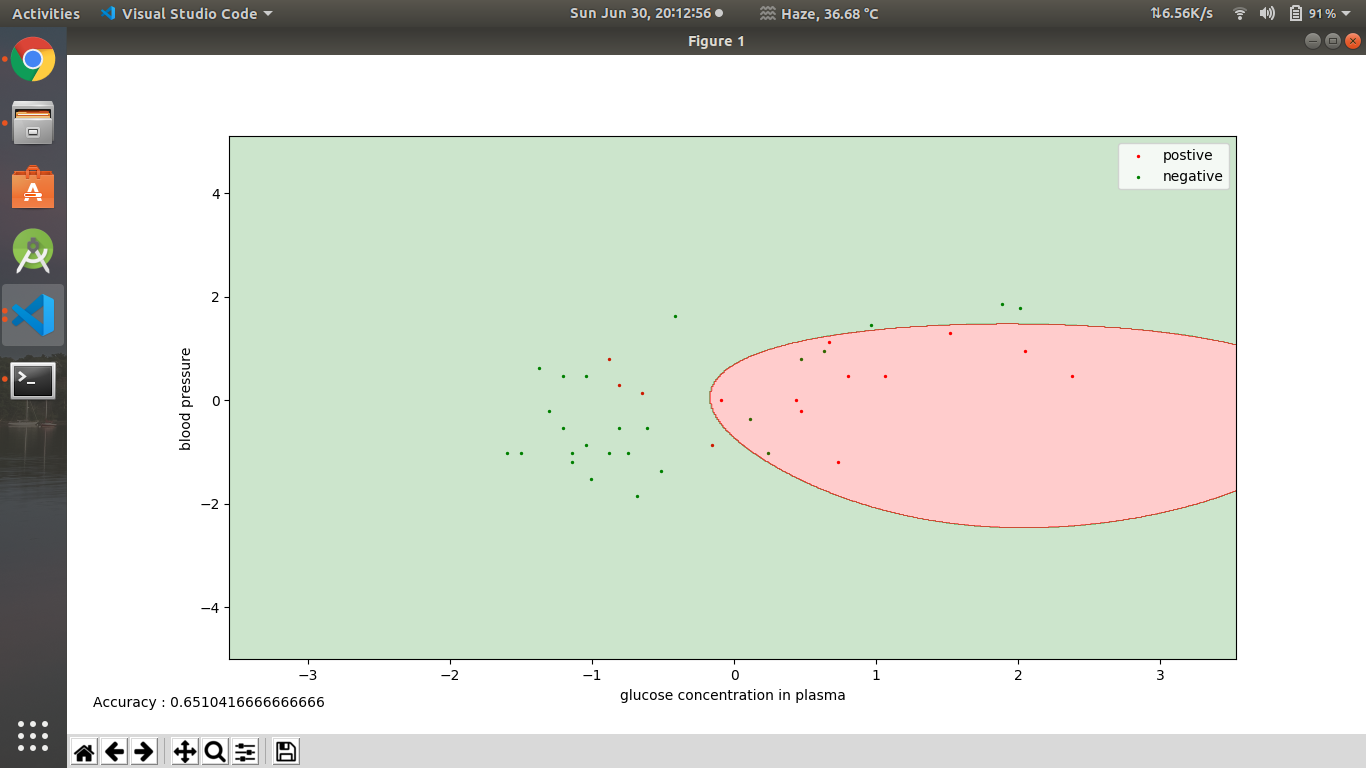 Activities Visual Studio Code Sun Jun 30, 20:12:56 Haze, 36.68 °C ⇅6.56K/s 91%
Figure 1
postive
negative
4
2
0
−2
−4
blood pressure
−3 −2 −1 0 1 2 3
glucose concentration in plasma
Accuracy : 0.6510416666666666